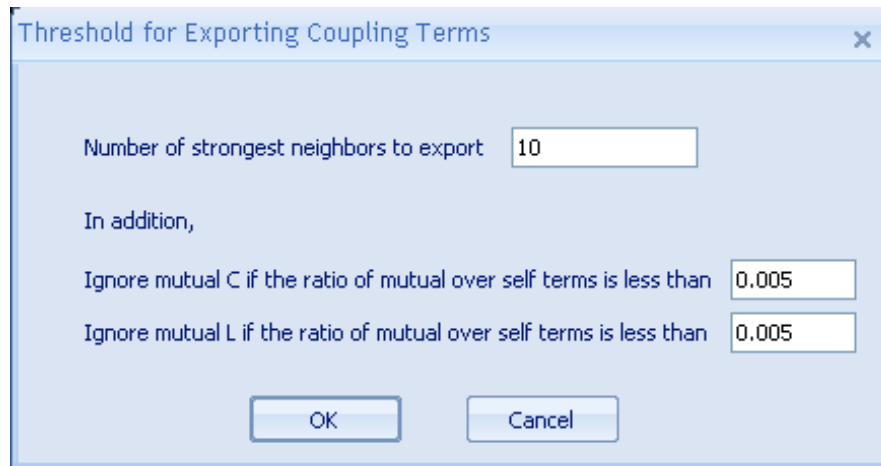 Threshold for Exporting Coupling Terms
Number of strongest neighbors to export 10
In addition,
Ignore mutual C if the ratio of mutual over self terms is less than 0.005
Ignore mutual L if the ratio of mutual over self terms is less than 0.005
OK Cancel